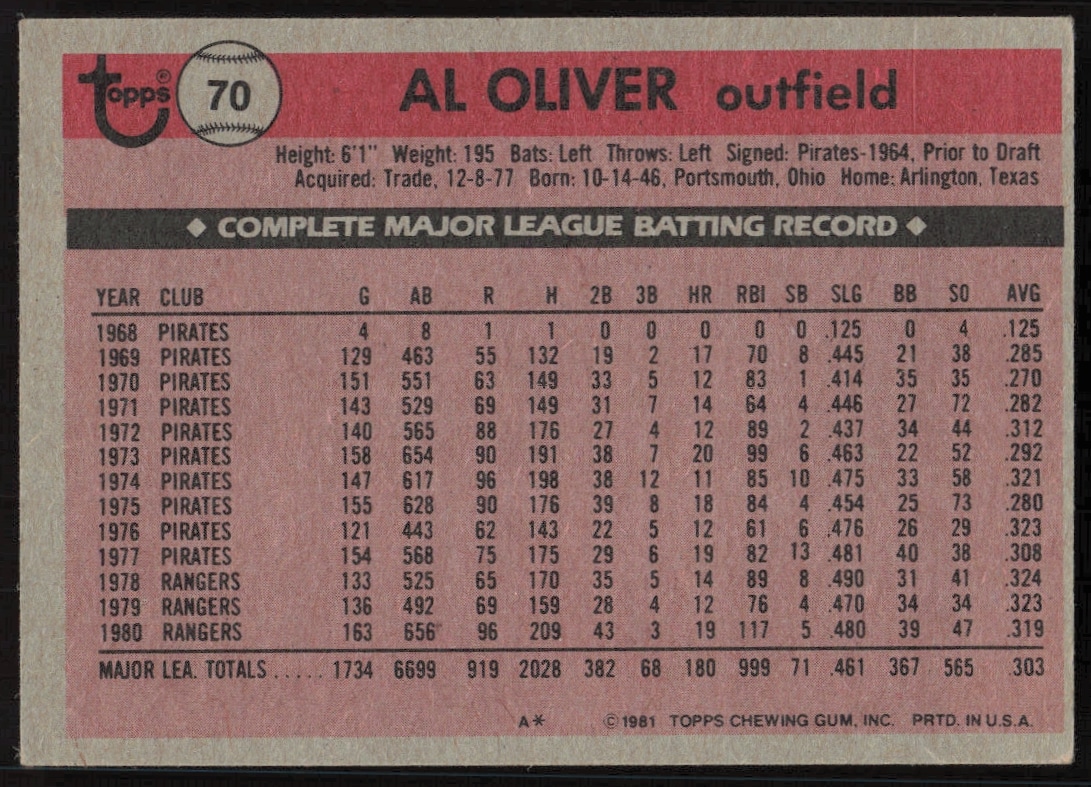 Topps® 70 AL OLIVER outfield
Height: 6'1" Weight: 195 Bats: Left Throws: Left Signed: Pirates-1964, Prior to Draft
Acquired: Trade, 12-8-77 Born: 10-14-46, Portsmouth, Ohio Home: Arlington, Texas
◆ COMPLETE MAJOR LEAGUE BATTING RECORD ◆
YEAR CLUB G AB R H 2B 3B HR RBI SB SLG BB SO AVG
1968 PIRATES 4 8 1 1 0 0 0 0 0 .125 0 4 .125
1969 PIRATES 129 463 55 132 19 2 17 70 8 .445 21 38 .285
1970 PIRATES 151 551 63 149 33 5 12 83 1 .414 35 35 .270
1971 PIRATES 143 529 69 149 31 7 14 64 4 .446 27 72 .282
1972 PIRATES 140 565 88 176 27 4 12 89 2 .437 34 44 .312
1973 PIRATES 158 654 90 191 38 7 20 99 6 .463 22 52 .292
1974 PIRATES 147 617 96 198 38 12 11 85 10 .475 33 58 .321
1975 PIRATES 155 628 90 176 39 8 18 84 4 .454 25 73 .280
1976 PIRATES 121 443 62 143 22 5 12 61 6 .476 26 29 .323
1977 PIRATES 154 568 75 175 29 6 19 82 13 .481 40 38 .308
1978 RANGERS 133 525 65 170 35 5 14 89 8 .490 31 41 .324
1979 RANGERS 136 492 69 159 28 4 12 76 4 .470 34 34 .323
1980 RANGERS 163 656 96 209 43 3 19 117 5 .480 39 47 .319
MAJOR LEA. TOTALS ..... 1734 6699 919 2028 382 68 180 999 71 .461 367 565 .303
A* ©1981 TOPPS CHEWING GUM, INC. PRTD. IN U.S.A.